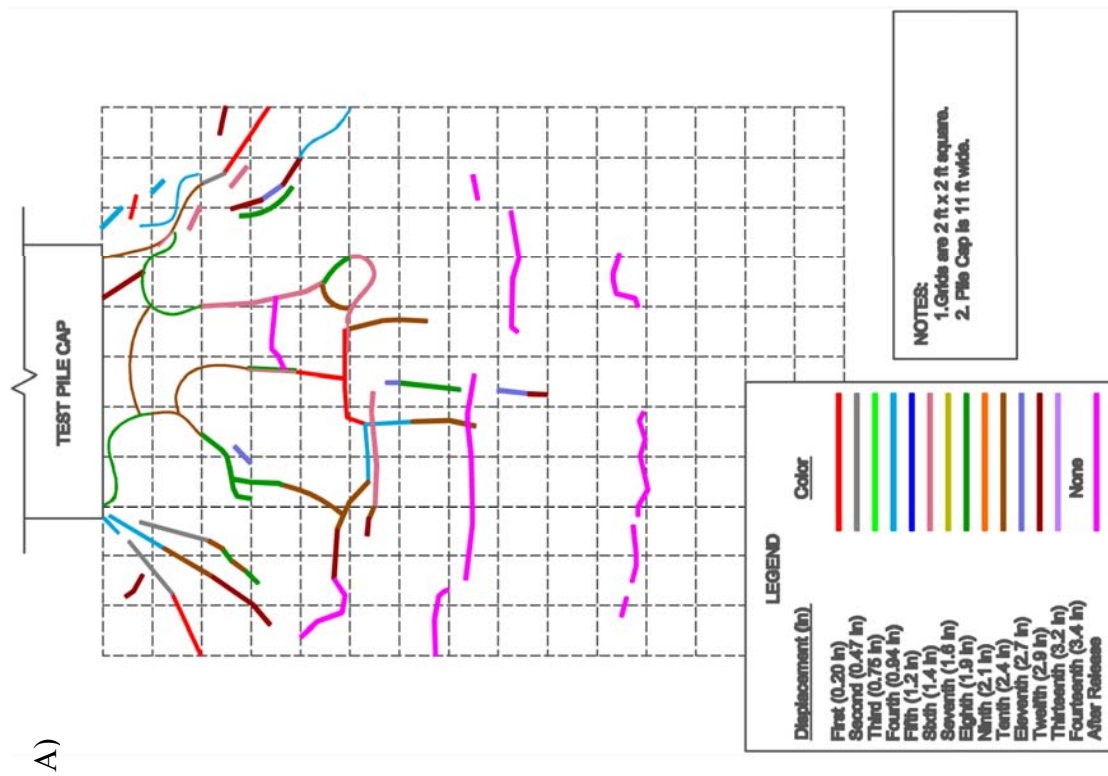 A)
TEST PILE CAP
NOTES:
1.Grids are 2 ft x 2 ft square.
2. Pile Cap is 11 ft wide.
LEGEND
Displacement (in) Color
First (0.20 in)
Second (0.47 in)
Third (0.75 in)
Fourth (0.94 in)
Fifth (1.2 in)
Sixth (1.4 in)
Seventh (1.6 in)
Eighth (1.9 in)
Ninth (2.1 in)
Tenth (2.4 in)
Eleventh (2.7 in)
Twelfth (2.9 in)
Thirteenth (3.2 in)
Fourteenth (3.4 in) None
After Release